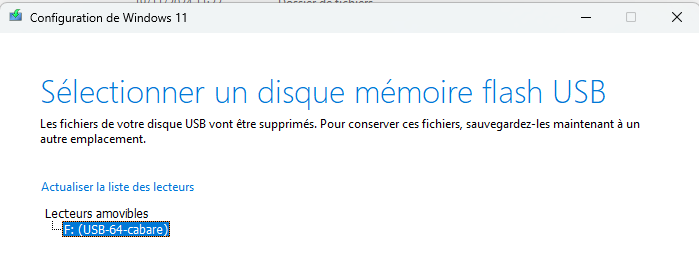 Configuration de Windows 11
Sélectionner un disque mémoire flash USB
Les fichiers de votre disque USB vont être supprimés. Pour conserver ces fichiers, sauvegardez-les maintenant à un
autre emplacement.
Actualiser la liste des lecteurs
Lecteurs amovibles
F: (USB-64-cabare)